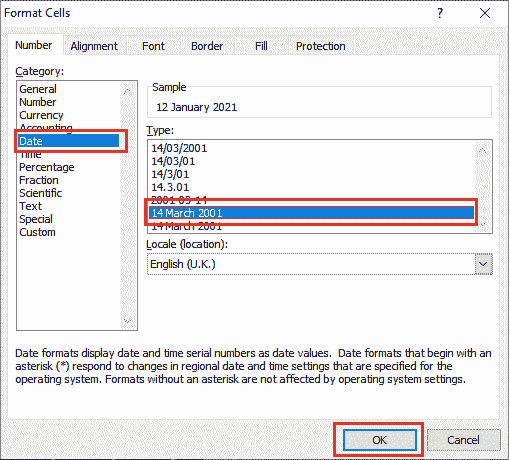 Format Cells
?
Number
Alignment
Font
Border
Fill
Protection
Category:
General
Number
Currency
Accounting
Date
Time
Percentage
Fraction
Scientific
Text
Special
Custom
Sample
12 January 2021
Type:
14/03/2001
14/03/01
14/3/01
14.3.01
2001-03-14
14 March 2001
14 March 2001
Locale (location):
English (U.K.)
Date formats display date and time serial numbers as date values.  Date formats that begin with an
asterisk (*) respond to changes in regional date and time settings that are specified for the
operating system. Formats without an asterisk are not affected by operating system settings.
OK
Cancel